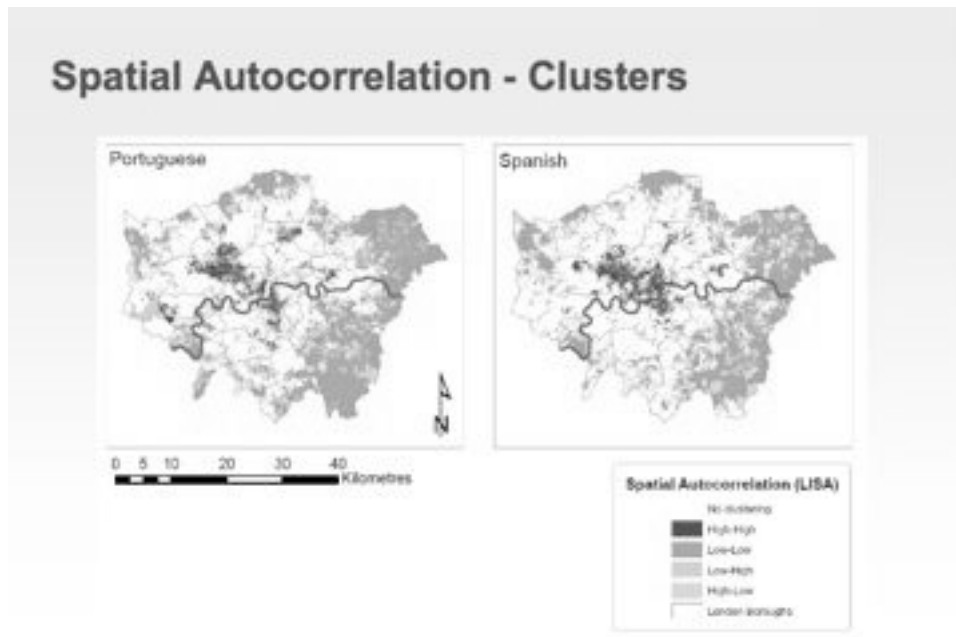 Spatial Autocorrelation - Clusters
Portuguese
Spanish
N
0 5 10 20 30 40
Kilometres
Spatial Autocorrelation (LISA)
No clustering
High-High
Low-Low
Low-High
High-Low
London Boroughs